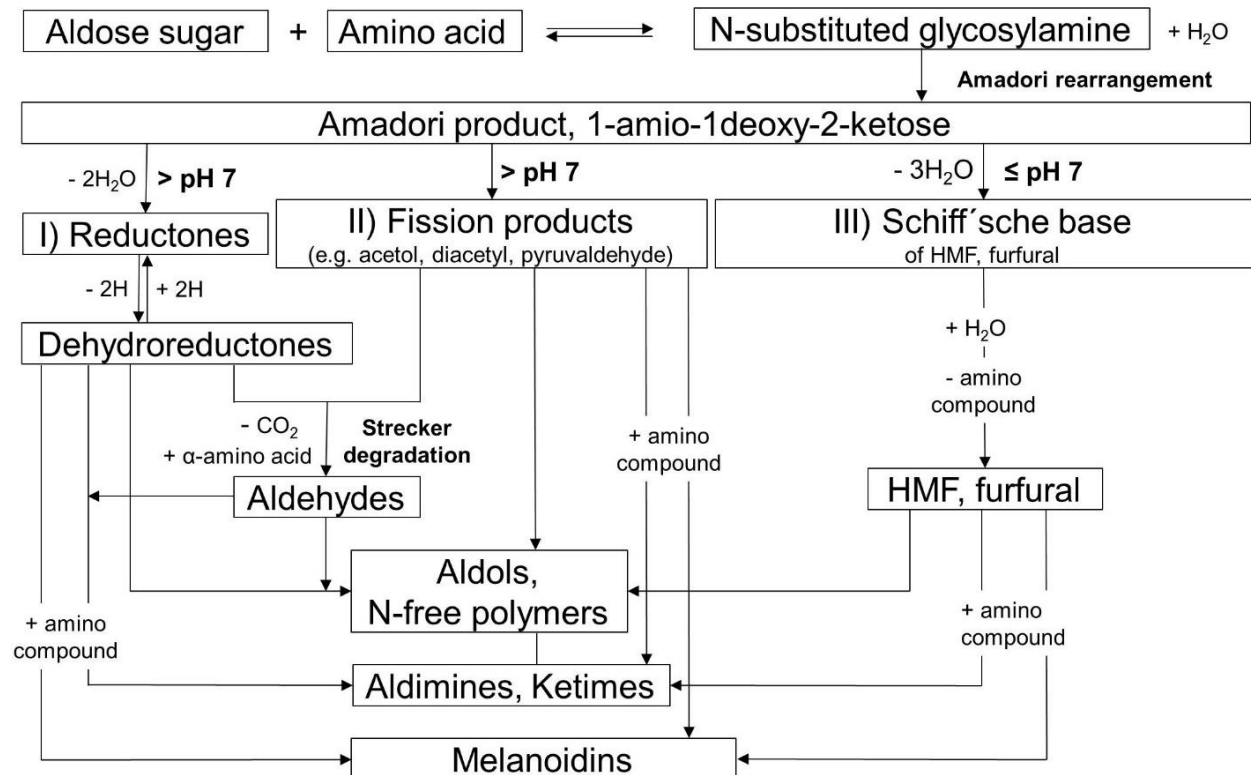 Aldose sugar + Amino acid N-substituted glycosylamine + H₂O
Amadori rearrangement
Amadori product, 1-amio-1deoxy-2-ketose
- 2H₂O > pH 7 > pH 7 - 3H₂O ≤ pH 7
I) Reductones
II) Fission products
(e.g. acetol, diacetyl, pyruvaldehyde)
III) Schiff´sche base
of HMF, furfural
- 2H + 2H
Dehydroreductones
+ H₂O
- amino
compound
- CO₂
+ α-amino acid
Strecker
degradation
+ amino
compound
Aldehydes
HMF, furfural
Aldols,
N-free polymers
+ amino
compound
+ amino
compound
Aldimines, Ketimes
Melanoidins